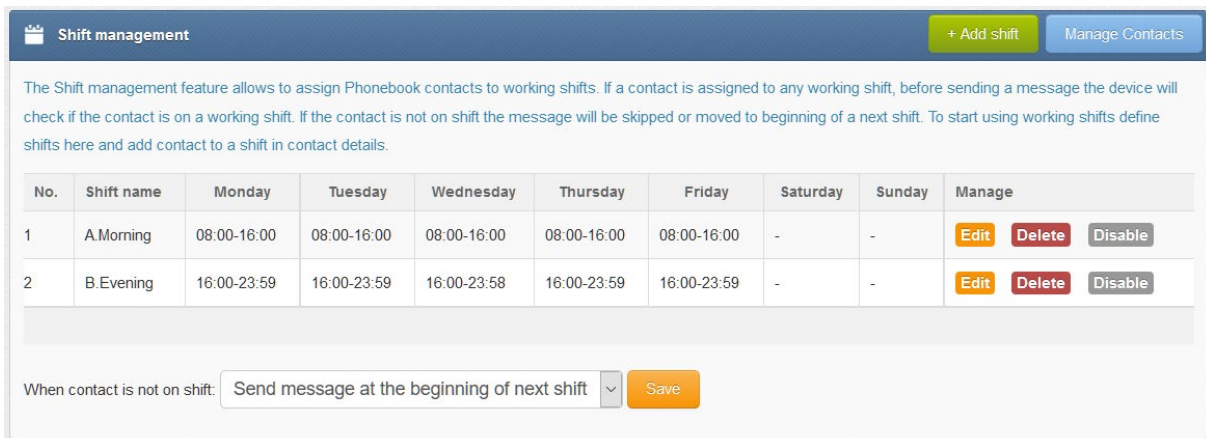 Shift management
+ Add shift
Manage Contacts
The Shift management feature allows to assign Phonebook contacts to working shifts. If a contact is assigned to any working shift, before sending a message the device will
check if the contact is on a working shift. If the contact is not on shift the message will be skipped or moved to beginning of a next shift. To start using working shifts define
shifts here and add contact to a shift in contact details.
No. Shift name Monday Tuesday Wednesday Thursday Friday Saturday Sunday Manage
1 A.Morning 08:00-16:00 08:00-16:00 08:00-16:00 08:00-16:00 08:00-16:00 - - Edit Delete Disable
2 B.Evening 16:00-23:59 16:00-23:59 16:00-23:58 16:00-23:59 16:00-23:59 - - Edit Delete Disable
When contact is not on shift: Send message at the beginning of next shift Save